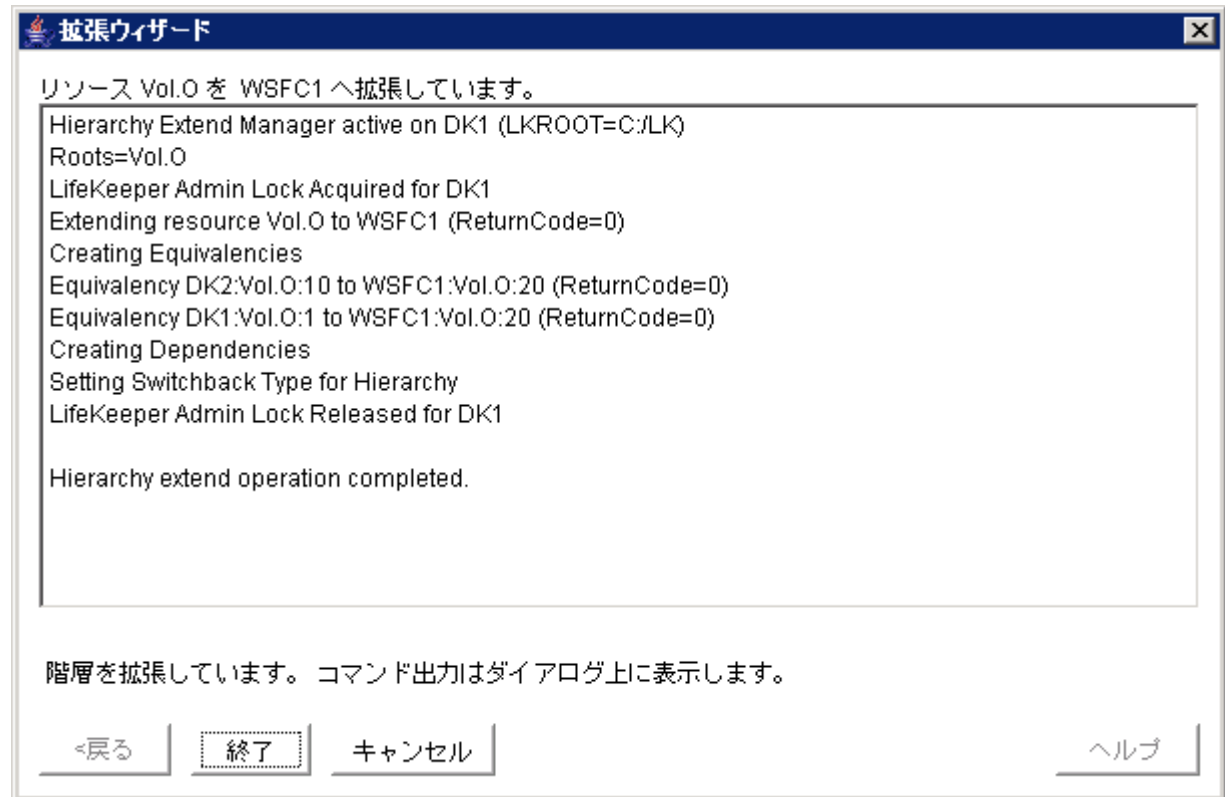 拡張ウィザード
リソース Vol.O を WSFC1 へ拡張しています。
Hierarchy Extend Manager active on DK1 (LKROOT=C:/LK)
Roots=Vol.O
LifeKeeper Admin Lock Acquired for DK1
Extending resource Vol.O to WSFC1 (ReturnCode=0)
Creating Equivalencies
Equivalency DK2:Vol.O:10 to WSFC1:Vol.O:20 (ReturnCode=0)
Equivalency DK1:Vol.O:1 to WSFC1:Vol.O:20 (ReturnCode=0)
Creating Dependencies
Setting Switchback Type for Hierarchy
LifeKeeper Admin Lock Released for DK1
Hierarchy extend operation completed.
階層を拡張しています。 コマンド出力はダイアログ上に表示します。
<戻る 終了 キャンセル ヘルプ